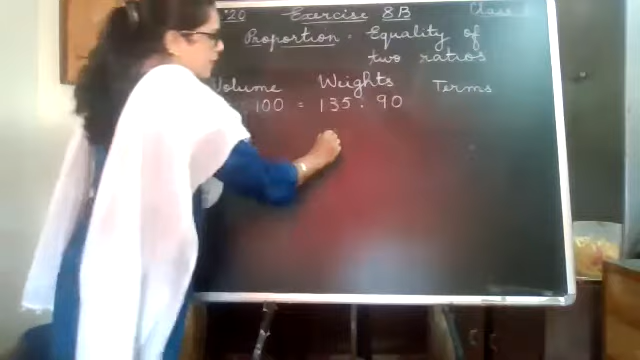 '20 Exercise 8B Class
Proportion . Equality of
two ratios
Volume Weights Terms
100 = 135 : 90